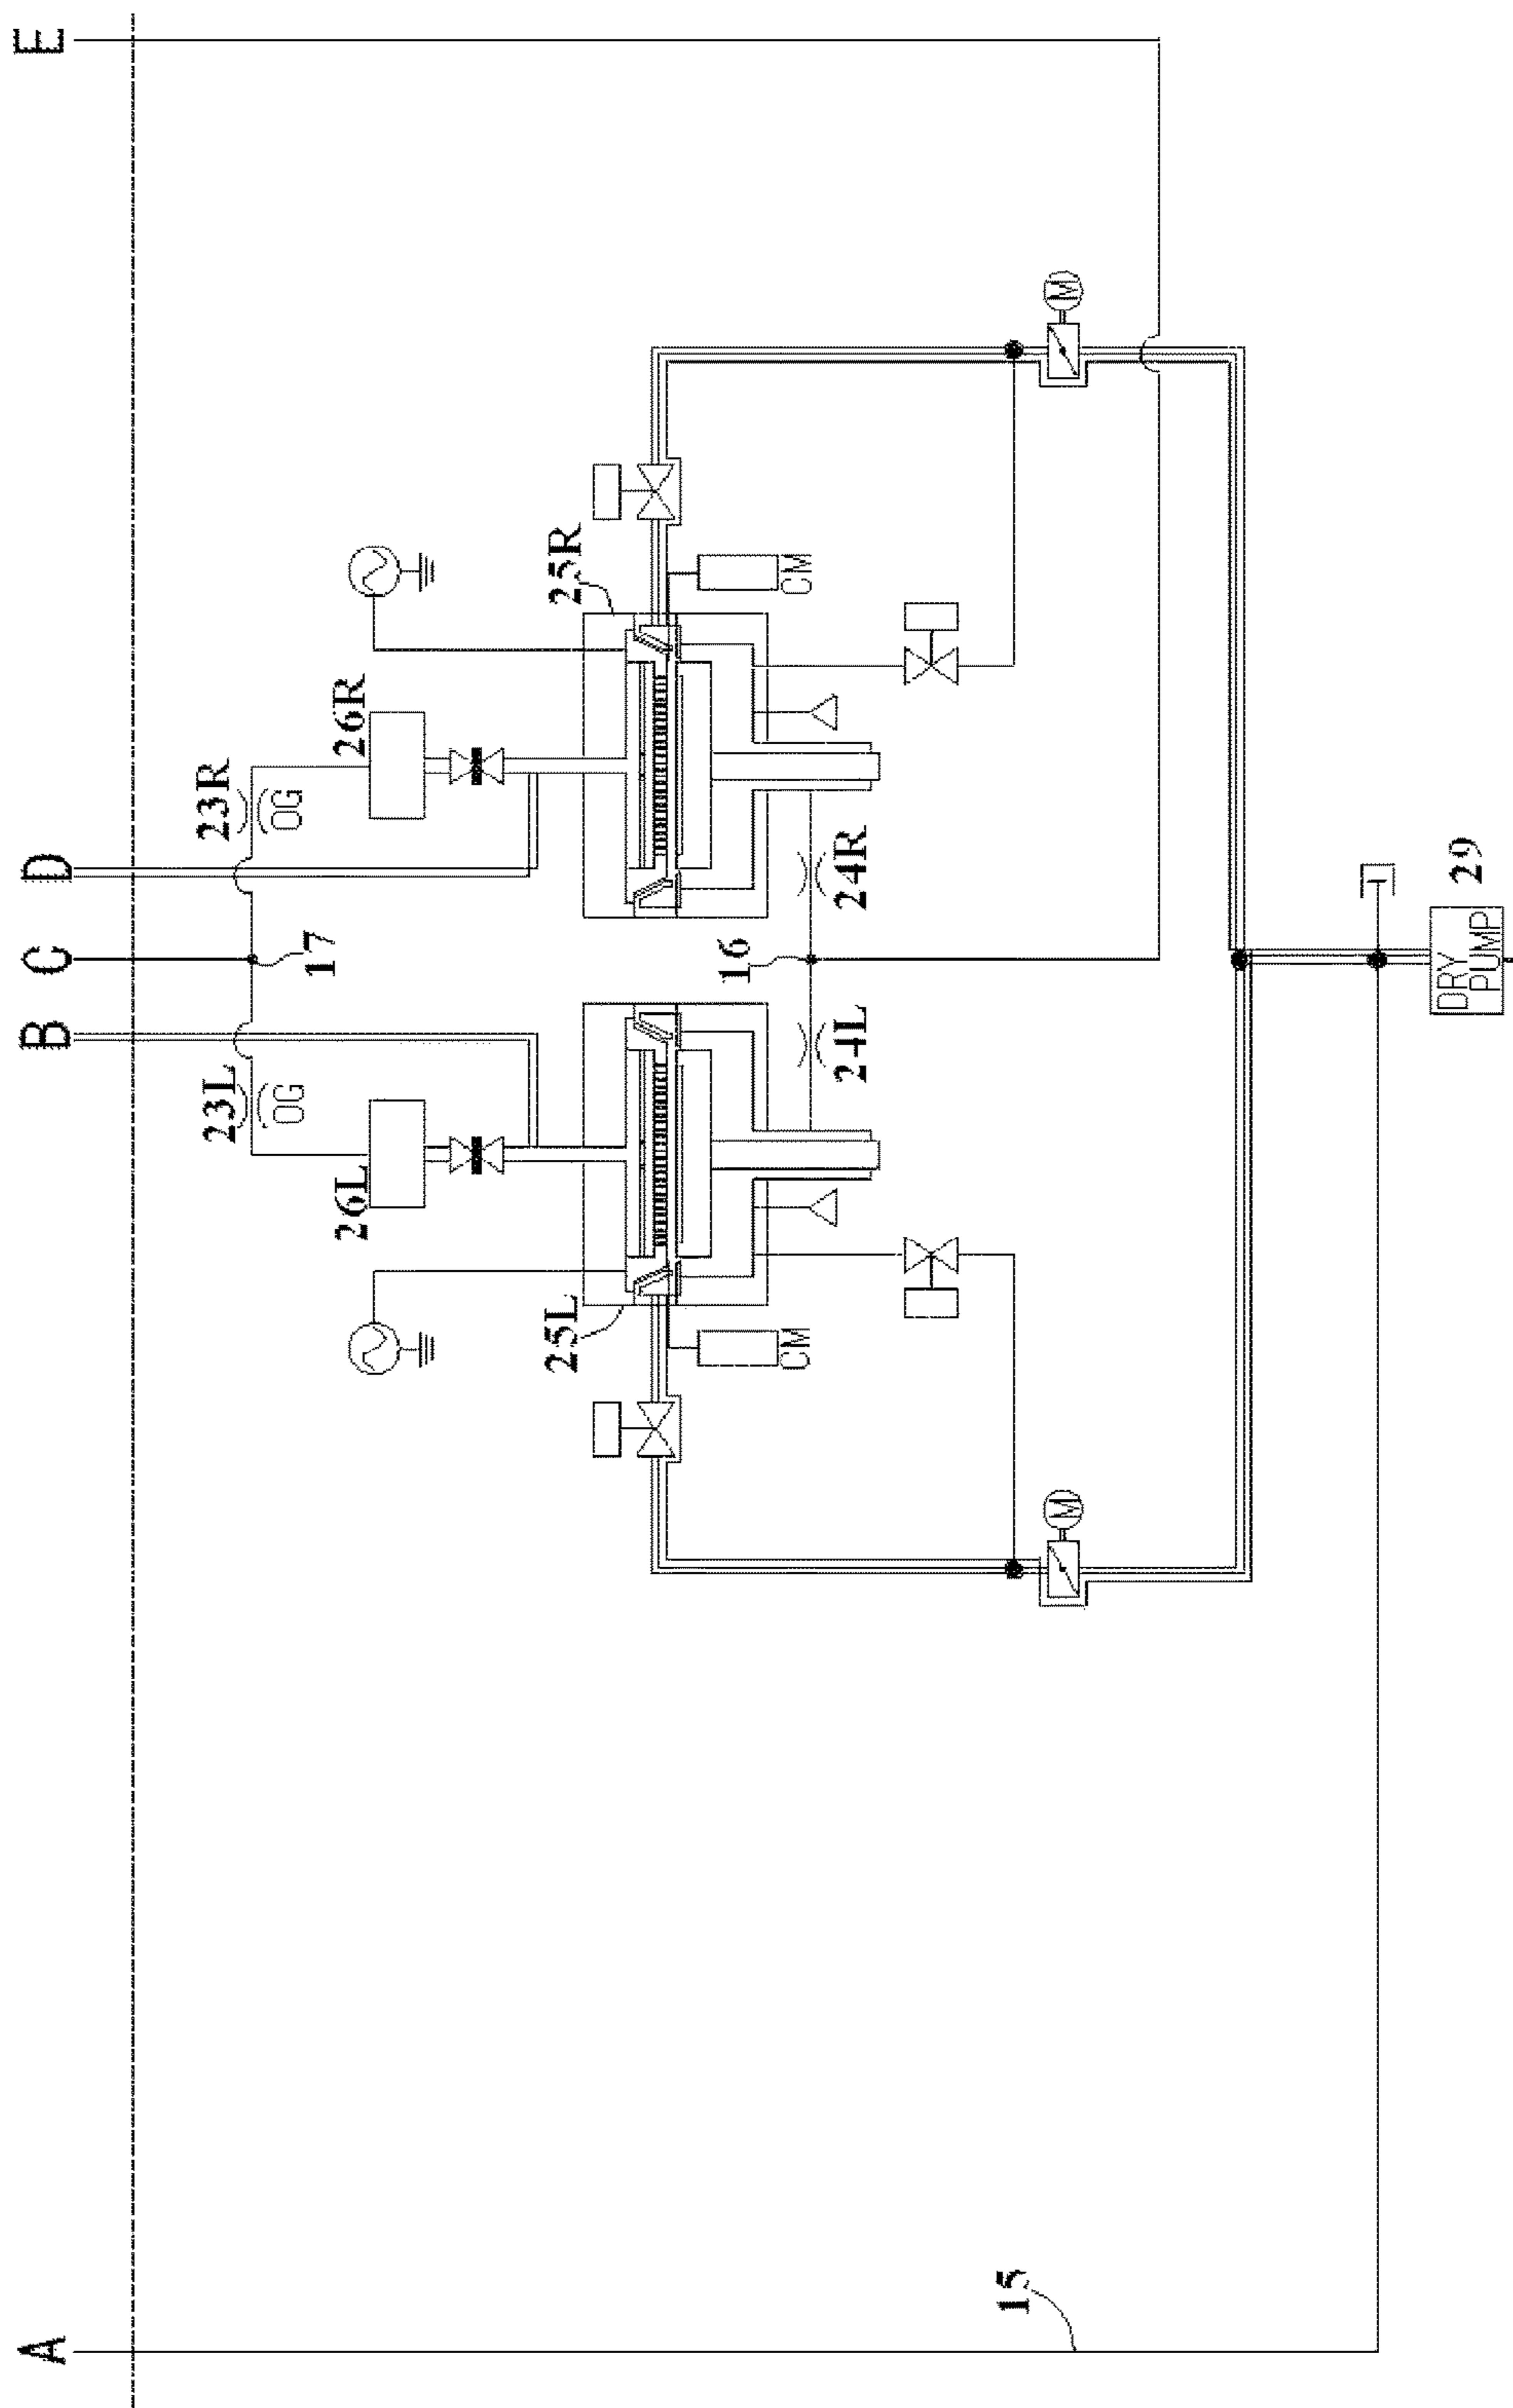 A B C D E
23L 23R
OG OG
17
26L 26R
25L 25R
16
CM CM
24L 24R
15
M M
DRY
PUMP
29